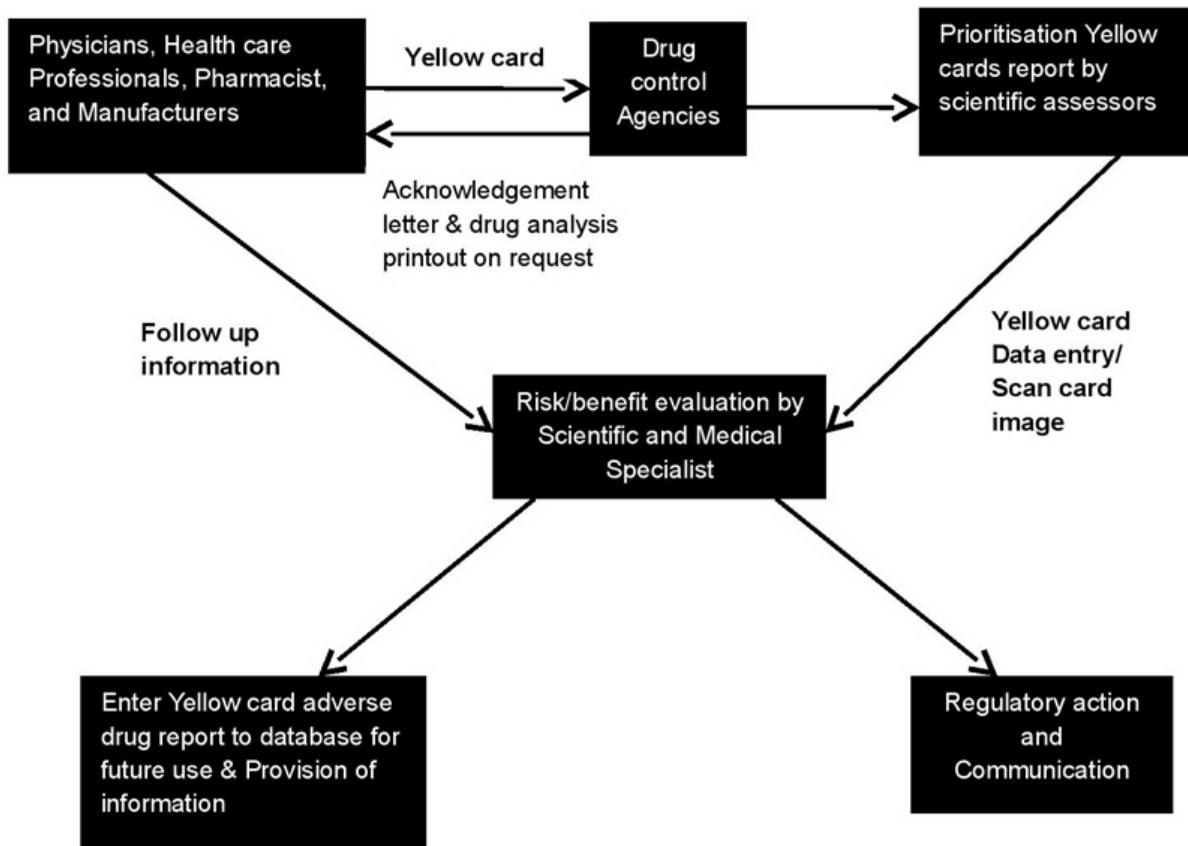 Physicians, Health care
Professionals, Pharmacist,
and Manufacturers
Yellow card
Drug
control
Agencies
Prioritisation Yellow
cards report by
scientific assessors
Acknowledgement
letter & drug analysis
printout on request
Follow up
information
Yellow card
Data entry/
Scan card
image
Risk/benefit evaluation by
Scientific and Medical
Specialist
Enter Yellow card adverse
drug report to database for
future use & Provision of
information
Regulatory action
and
Communication